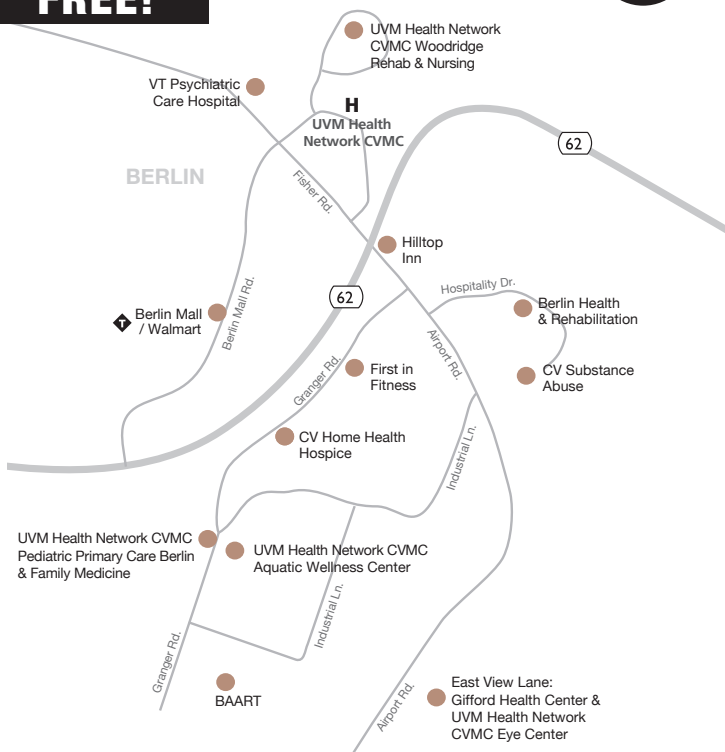 FREE!
UVM Health Network
CVMC Woodridge
Rehab & Nursing
VT Psychiatric
Care Hospital
H
UVM Health
Network CVMC
62
BERLIN
Fisher Rd.
Hilltop
Inn
Hospitality Dr.
62
Berlin Mall Rd.
T
Berlin Mall
/ Walmart
Berlin Health
& Rehabilitation
Airport Rd.
Granger Rd.
First in
Fitness
CV Substance
Abuse
CV Home Health
Hospice
Industrial Ln.
UVM Health Network CVMC
Pediatric Primary Care Berlin
& Family Medicine
UVM Health Network CVMC
Aquatic Wellness Center
Industrial Ln.
Granger Rd.
BAART
Airport Rd.
East View Lane:
Gifford Health Center &
UVM Health Network
CVMC Eye Center